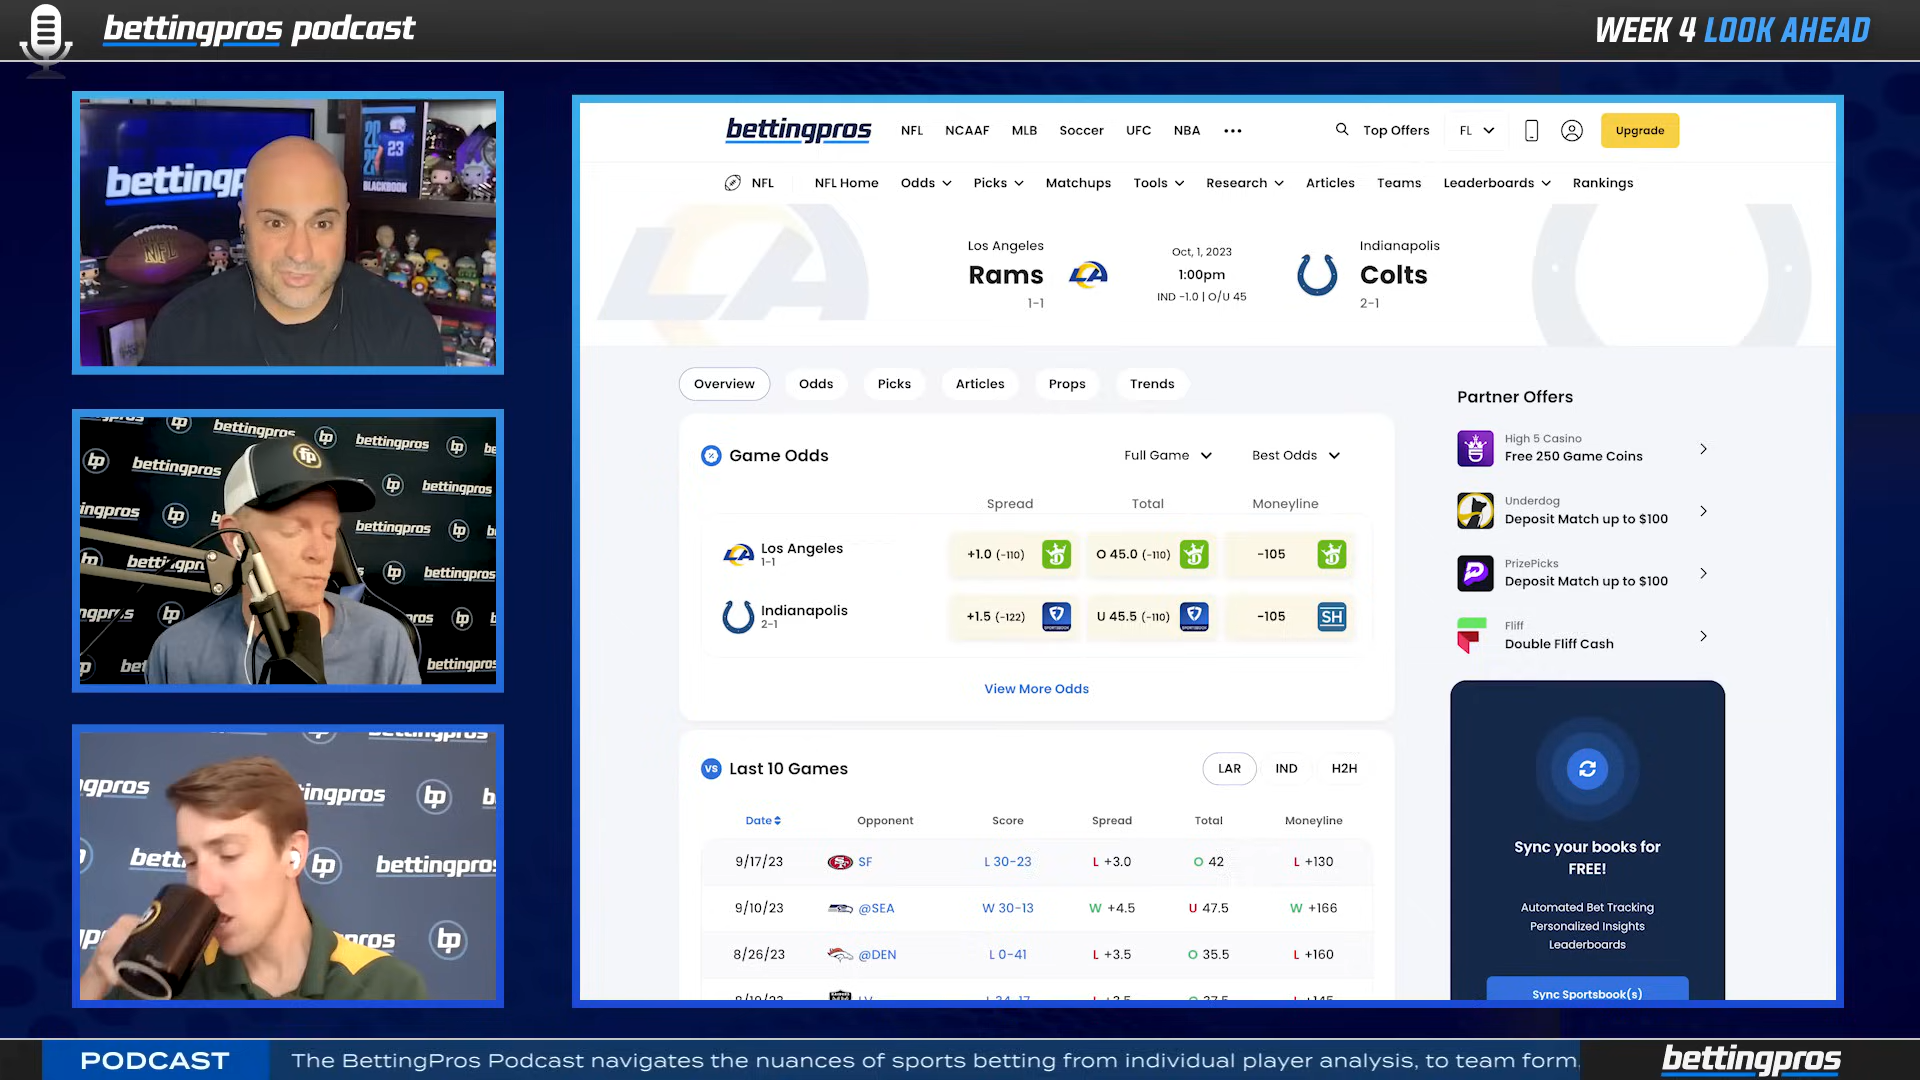 bettingpros podcast
WEEK 4 LOOK AHEAD
bettingpros
NFL NCAAF MLB Soccer UFC NBA
Top Offers
FL
Upgrade
NFL
NFL Home Odds Picks Matchups Tools Research Articles Teams Leaderboards Rankings
Los Angeles
Rams
1-1
Oct, 1, 2023
1:00pm
IND -1.0 | O/U 45
Indianapolis
Colts
2-1
Overview Odds Picks Articles Props Trends
Game Odds
Full Game
Best Odds
Spread Total Moneyline
Los Angeles
1-1
+1.0 (-110) O 45.0 (-110) -105
Indianapolis
2-1
+1.5 (-122) U 45.5 (-110) -105 SH
View More Odds
VS Last 10 Games
LAR IND H2H
Date Opponent Score Spread Total Moneyline
9/17/23 SF L 30-23 L +3.0 O 42 L +130
9/10/23 @SEA W 30-13 W +4.5 U 47.5 W +166
8/26/23 @DEN L 0-41 L +3.5 O 35.5 L +160
Partner Offers
High 5 Casino
Free 250 Game Coins
Underdog
Deposit Match up to $100
PrizePicks
Deposit Match up to $100
Fliff
Double Fliff Cash
Sync your books for
FREE!
Automated Bet Tracking
Personalized Insights
Leaderboards
Sync Sportsbook(s)
PODCAST
The BettingPros Podcast navigates the nuances of sports betting from individual player analysis, to team form.
bettingpros